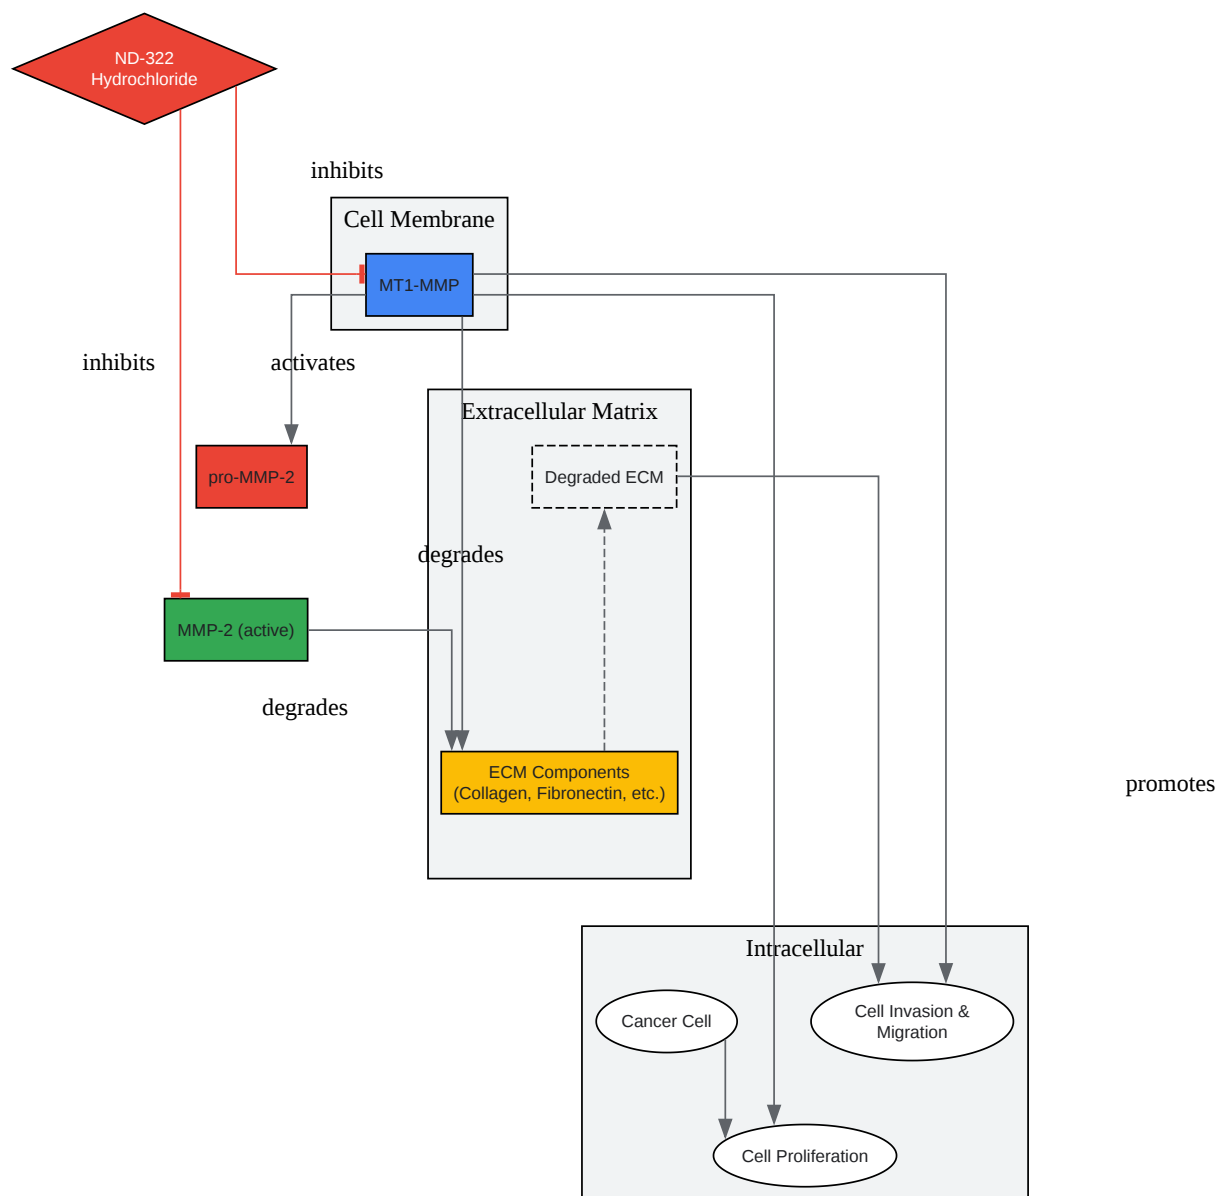 ND-322
Hydrochloride
inhibits
Cell Membrane
MT1-MMP
inhibits
activates
Extracellular Matrix
pro-MMP-2
Degraded ECM
degrades
MMP-2 (active)
degrades
ECM Components
(Collagen, Fibronectin, etc.)
promotes
Intracellular
Cancer Cell
Cell Invasion &
Migration
Cell Proliferation